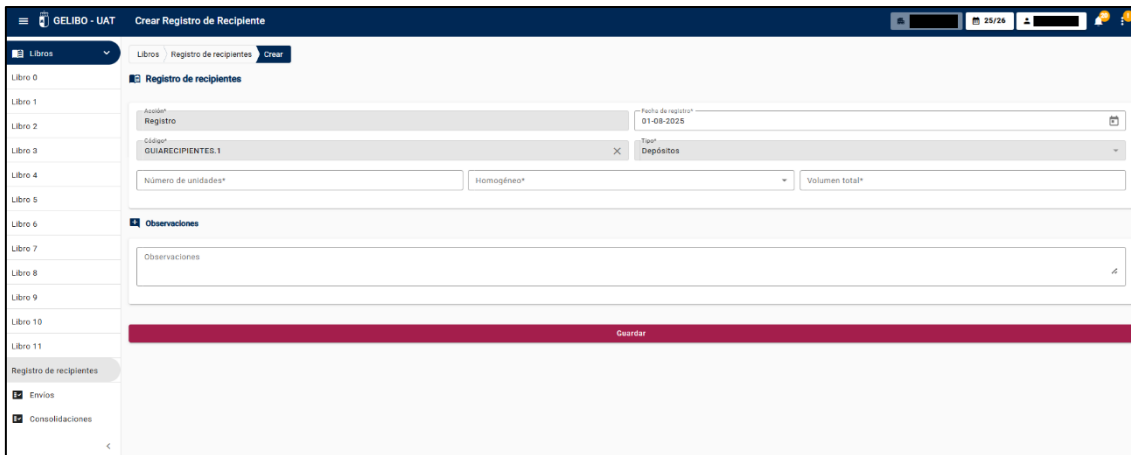 GELIBO - UAT Crear Registro de Recipiente 25/26
Libros
Libros Registro de recipientes Crear
Libro 0
Registro de recipientes
Libro 1
Acción* Fecha de registro*
Registro 01-08-2025
Libro 2
Código* Tipo*
Libro 3
GUIARECIPIENTES.1 Depósitos
Libro 4
Número de unidades* Homogéneo* Volumen total*
Libro 5
Libro 6
Observaciones
Libro 7
Observaciones
Libro 8
Libro 9
Libro 10
Guardar
Libro 11
Registro de recipientes
Envíos
Consolidaciones